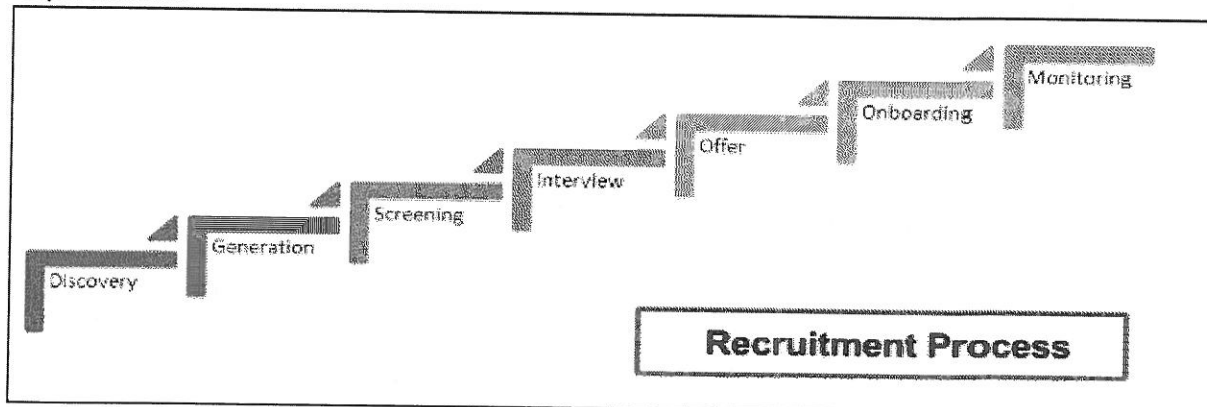 Discovery
Generation
Screening
Interview
Offer
Onboarding
Monitoring
Recruitment Process